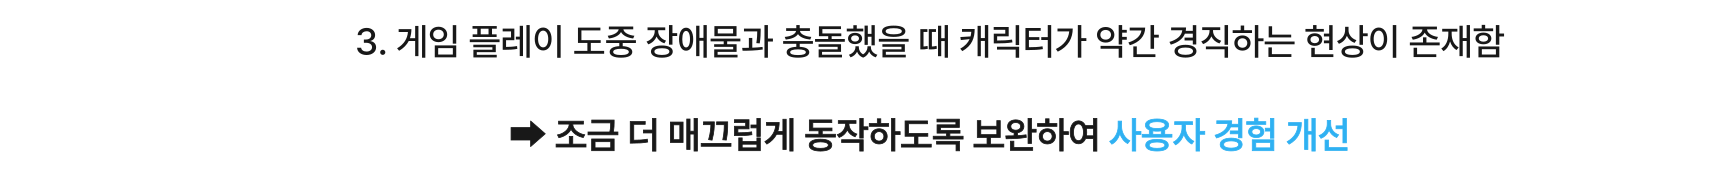 3. 게임 플레이 도중 장애물과 충돌했을 때 캐릭터가 약간 경직하는 현상이 존재함
➡ 조금 더 매끄럽게 동작하도록 보완하여 사용자 경험 개선